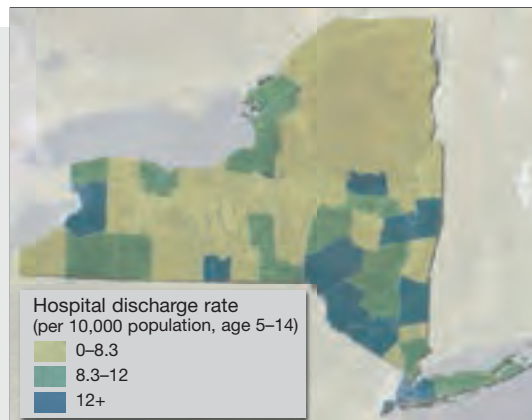 Hospital discharge rate
(per 10,000 population, age 5–14)
0–8.3
8.3–12
12+